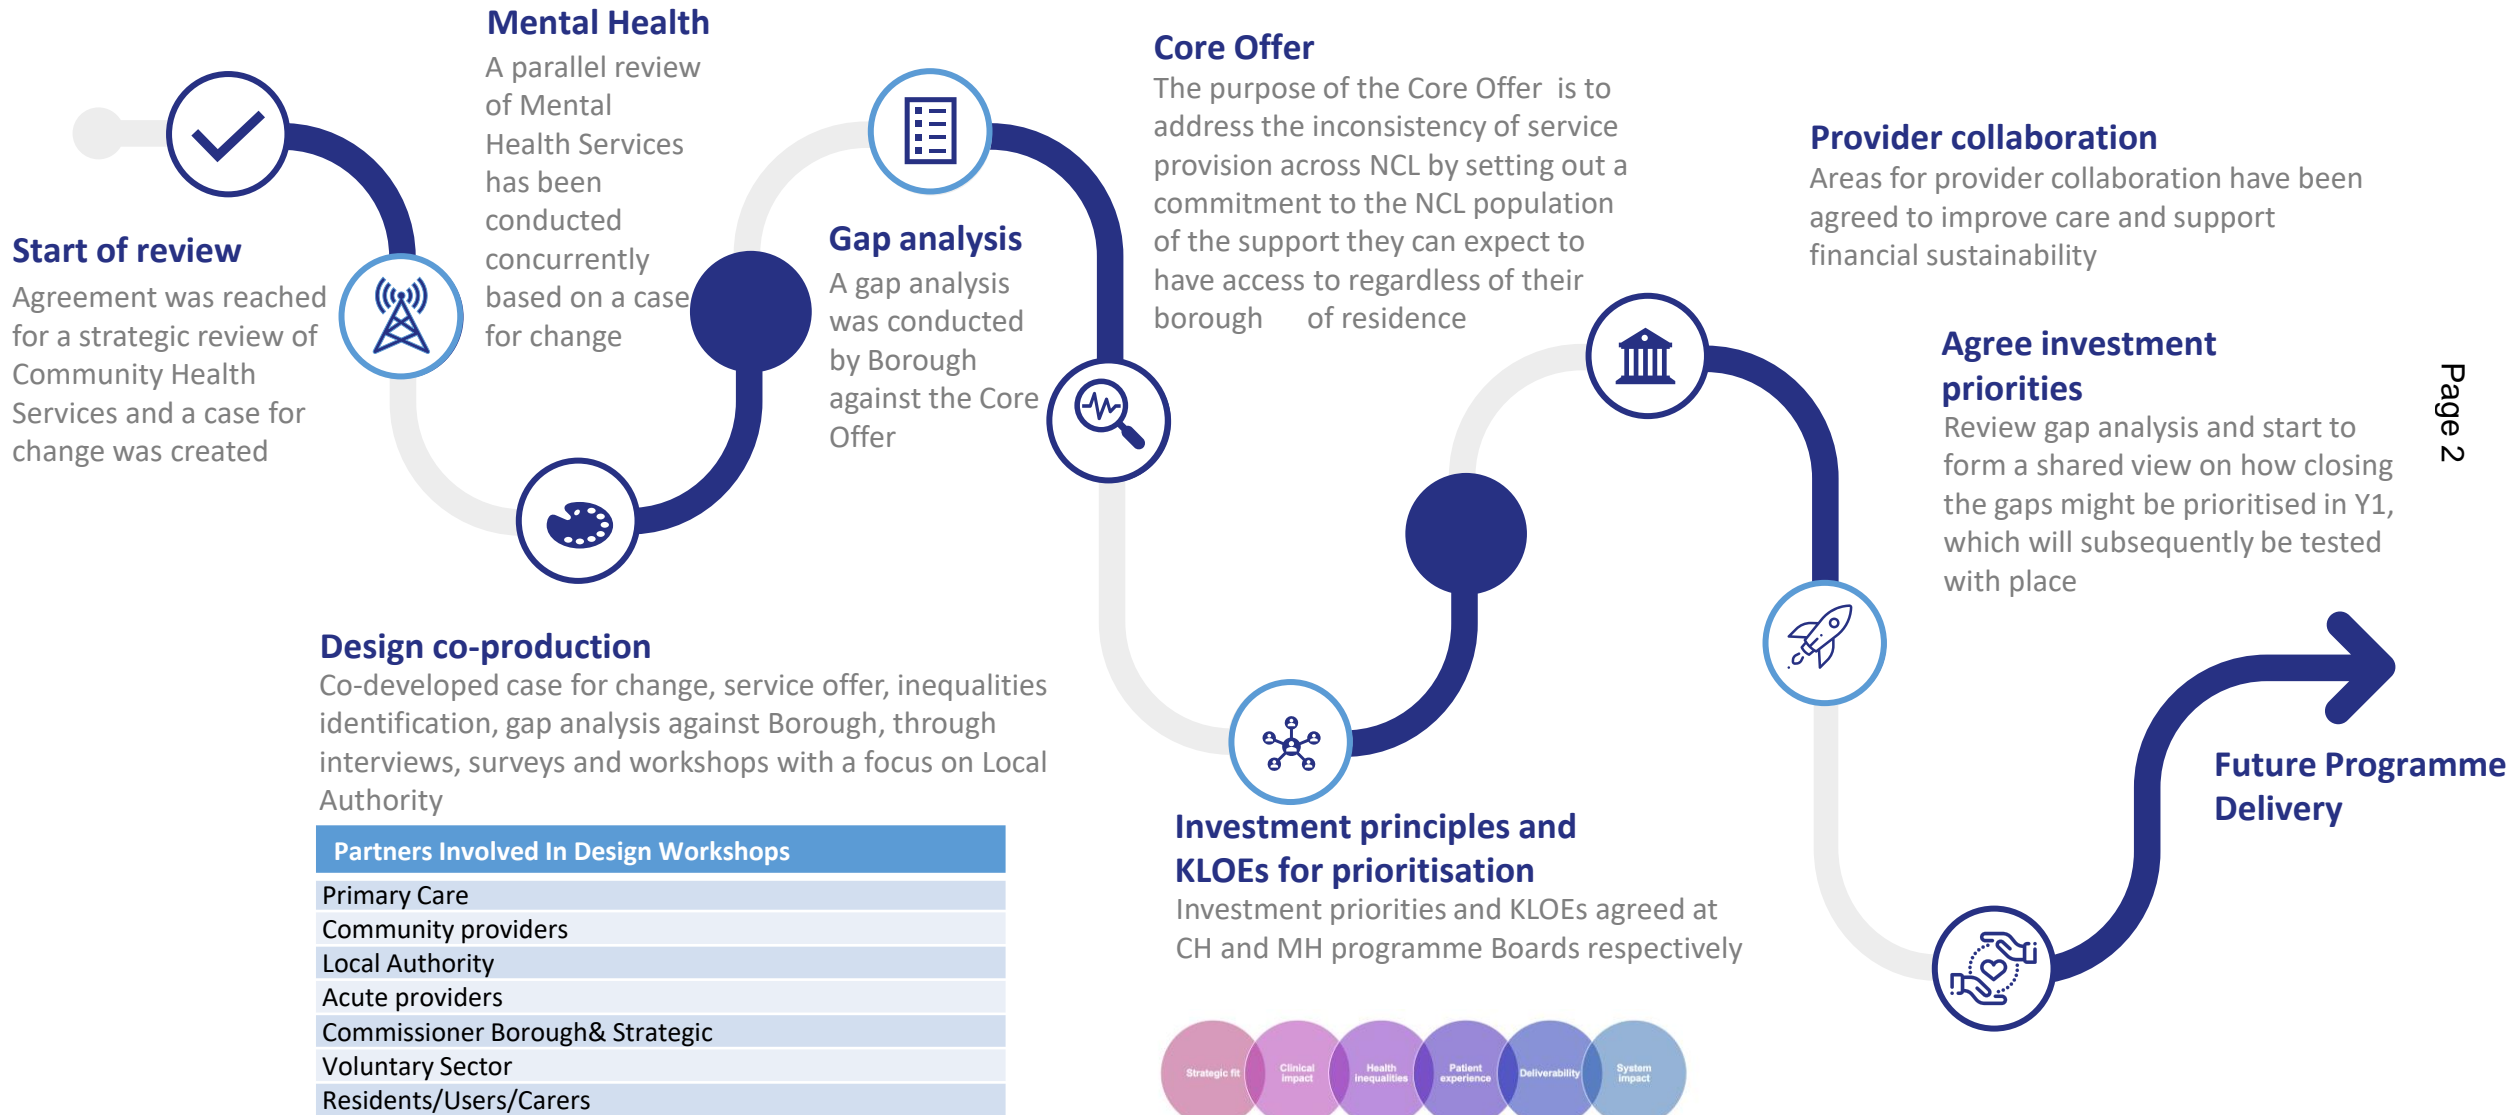 Mental Health
A parallel review
of Mental
Health Services
has been
conducted
concurrently
based on a case
for change
Start of review
Agreement was reached
for a strategic review of
Community Health
Services and a case for
change was created
Gap analysis
A gap analysis
was conducted
by Borough
against the Core
Offer
Core Offer
The purpose of the Core Offer is to
address the inconsistency of service
provision across NCL by setting out a
commitment to the NCL population
of the support they can expect to
have access to regardless of their
borough of residence
Provider collaboration
Areas for provider collaboration have been
agreed to improve care and support
financial sustainability
Agree investment
priorities
Review gap analysis and start to
form a shared view on how closing
the gaps might be prioritised in Y1,
which will subsequently be tested
with place
Page 2
Design co-production
Co-developed case for change, service offer, inequalities
identification, gap analysis against Borough, through
interviews, surveys and workshops with a focus on Local
Authority
Partners Involved In Design Workshops
Primary Care
Community providers
Local Authority
Acute providers
Commissioner Borough& Strategic
Voluntary Sector
Residents/Users/Carers
Investment principles and
KLOEs for prioritisation
Investment priorities and KLOEs agreed at
CH and MH programme Boards respectively
Strategic fit
Clinical
impact
Health
inequalities
Patient
experience
Deliverability
System
impact
Future Programme
Delivery